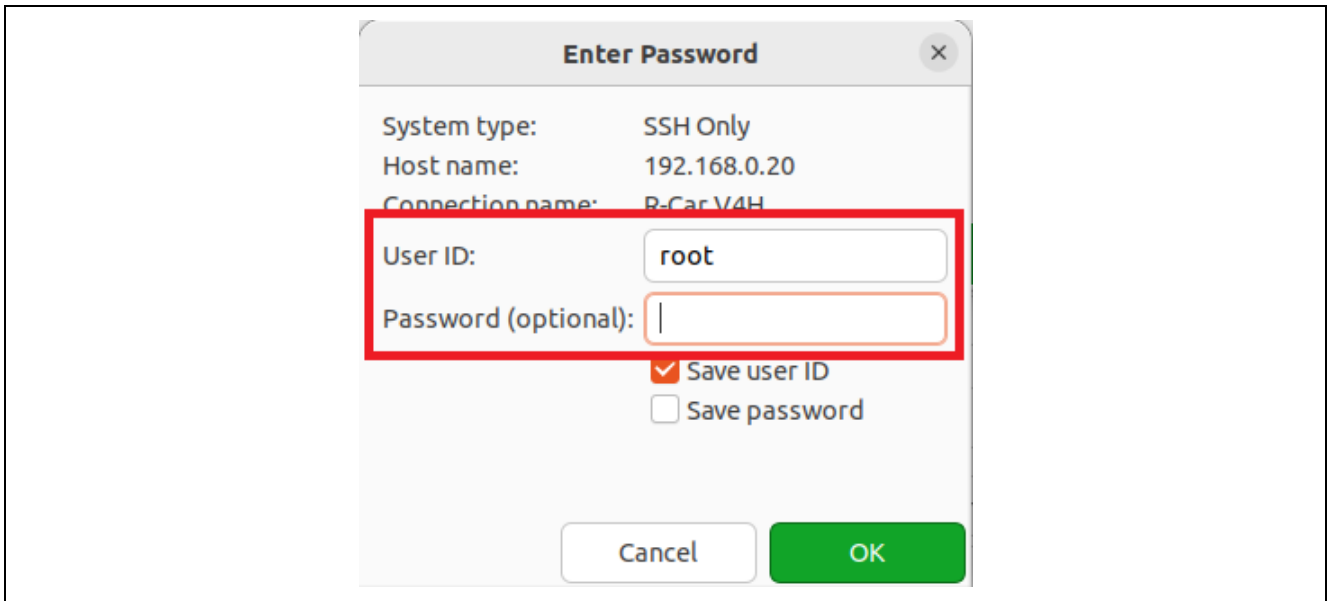 Enter Password
System type: SSH Only
Host name: 192.168.0.20
Connection name: R-Car V4H
User ID: root
Password (optional):
Save user ID
Save password
Cancel OK